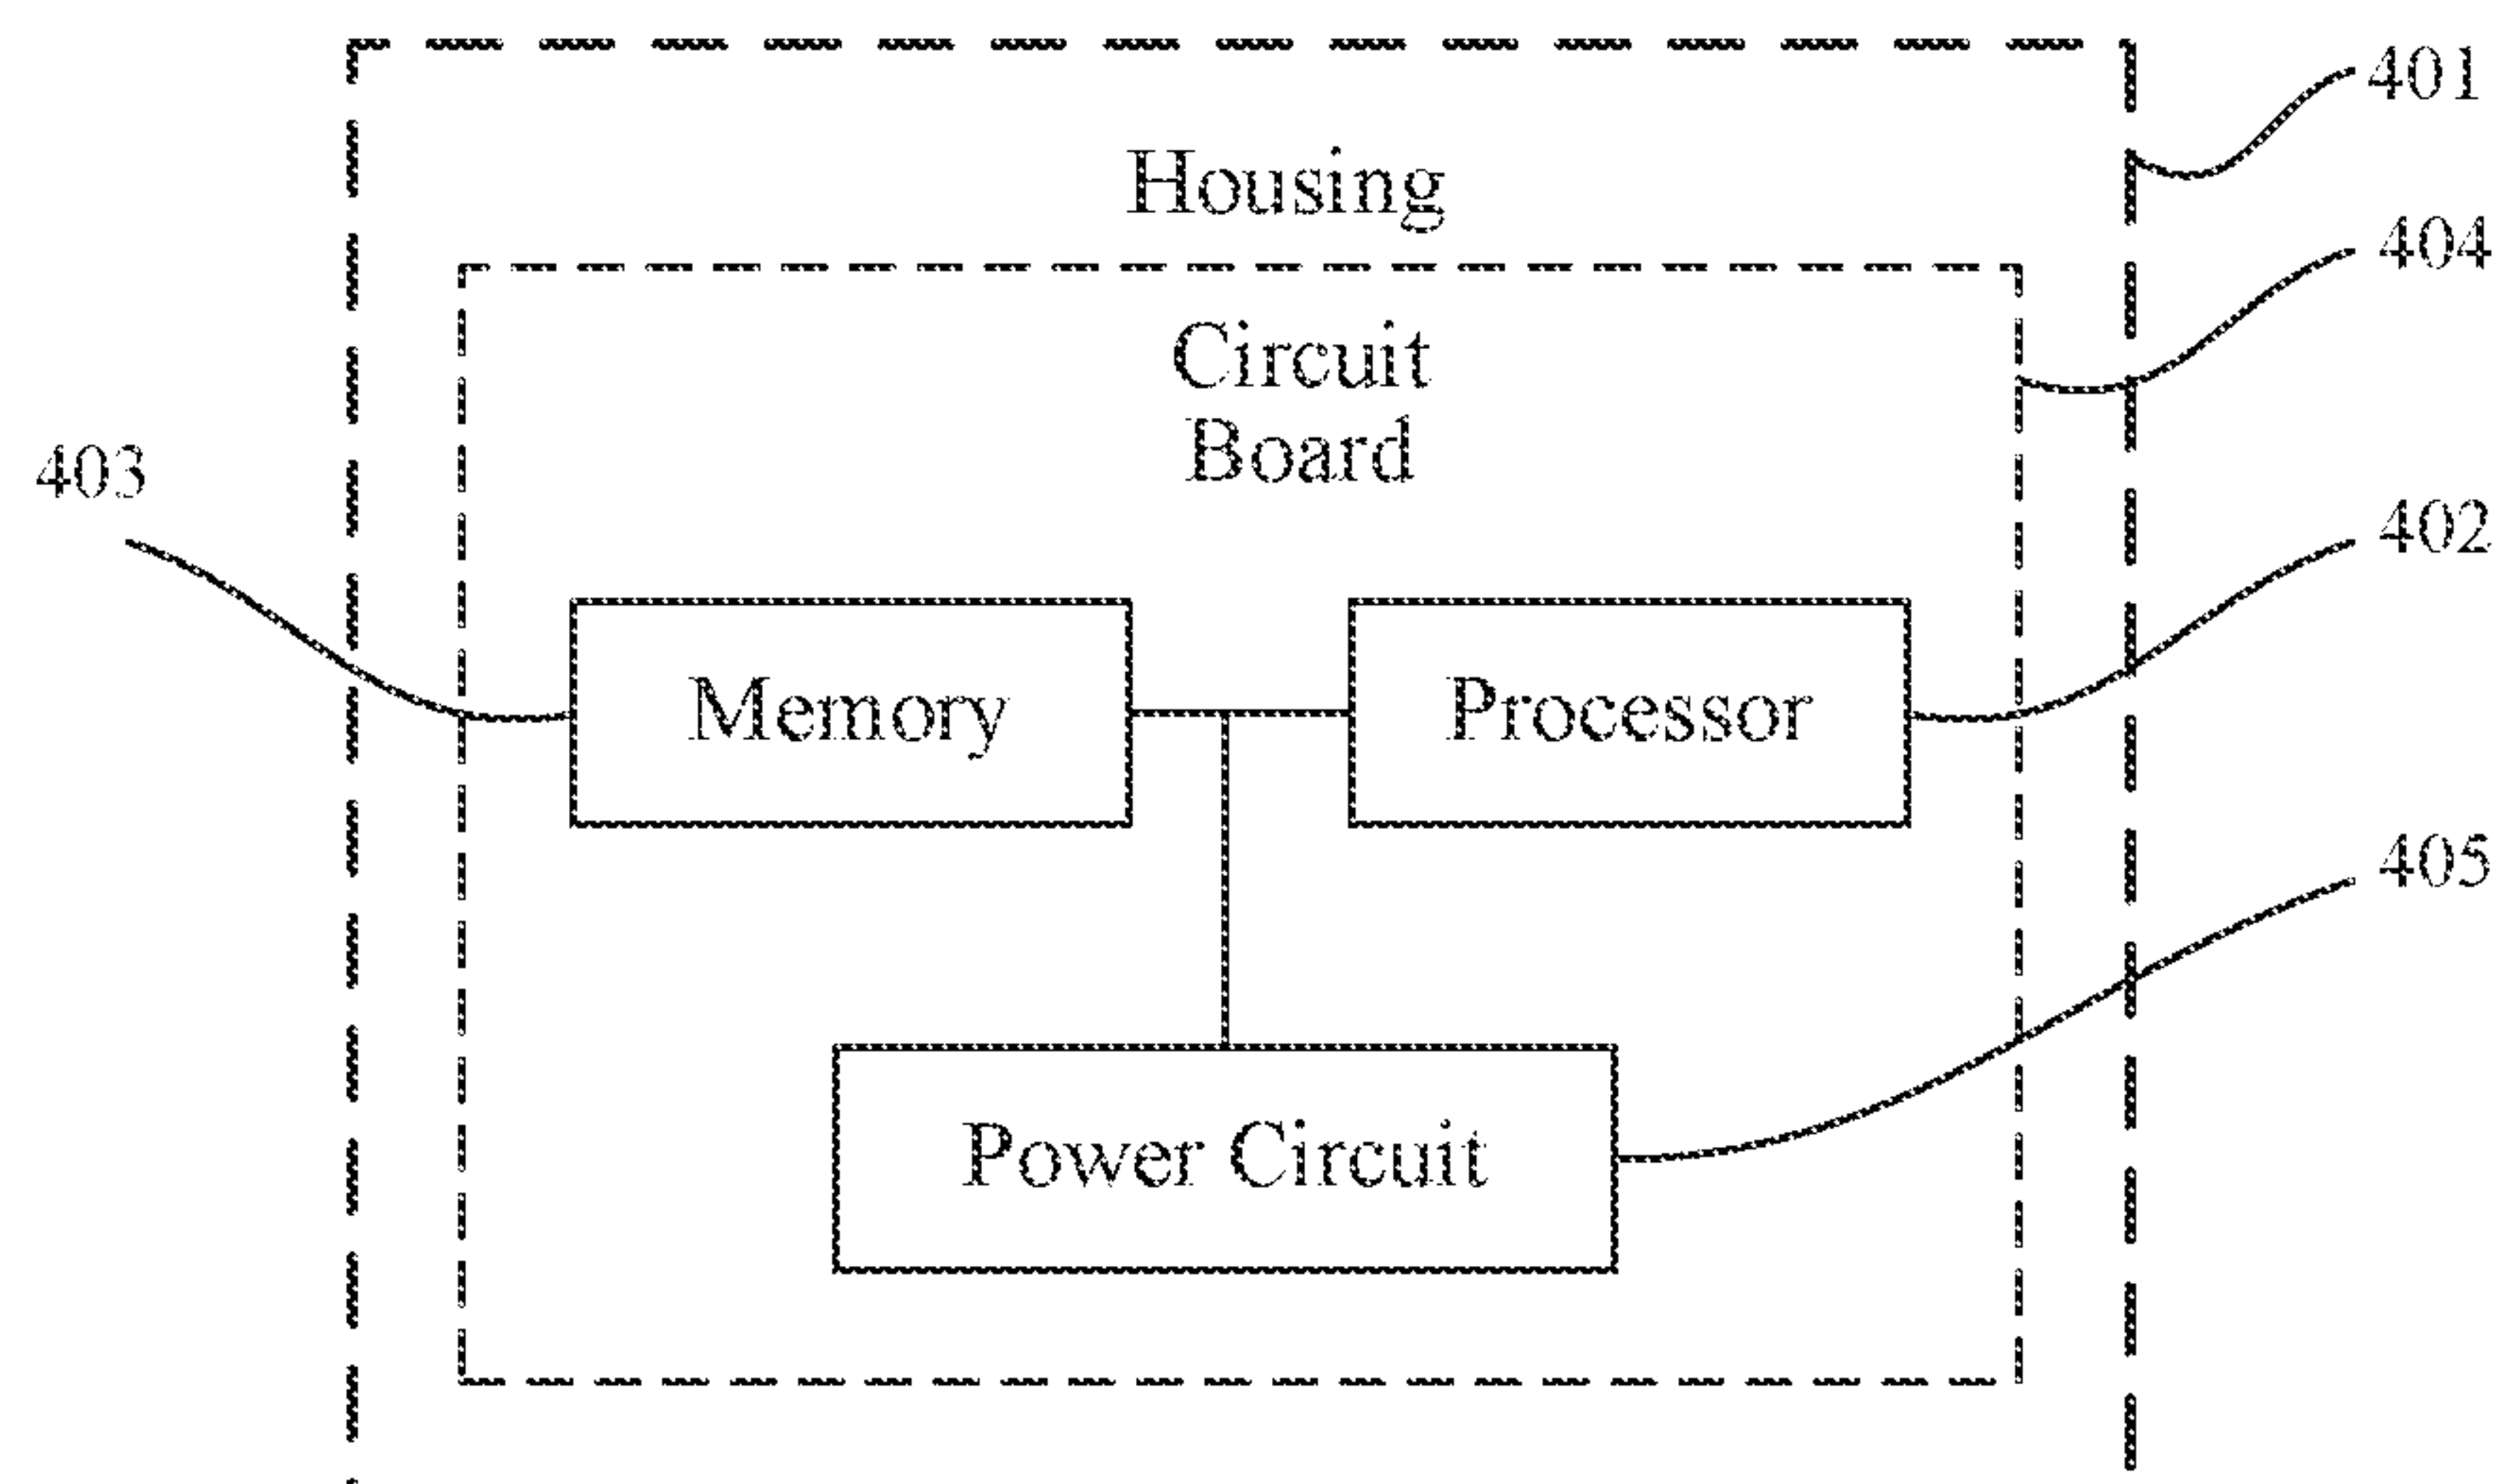 401
Housing
404
Circuit
Board
403
402
Memory
Processor
405
Power Circuit